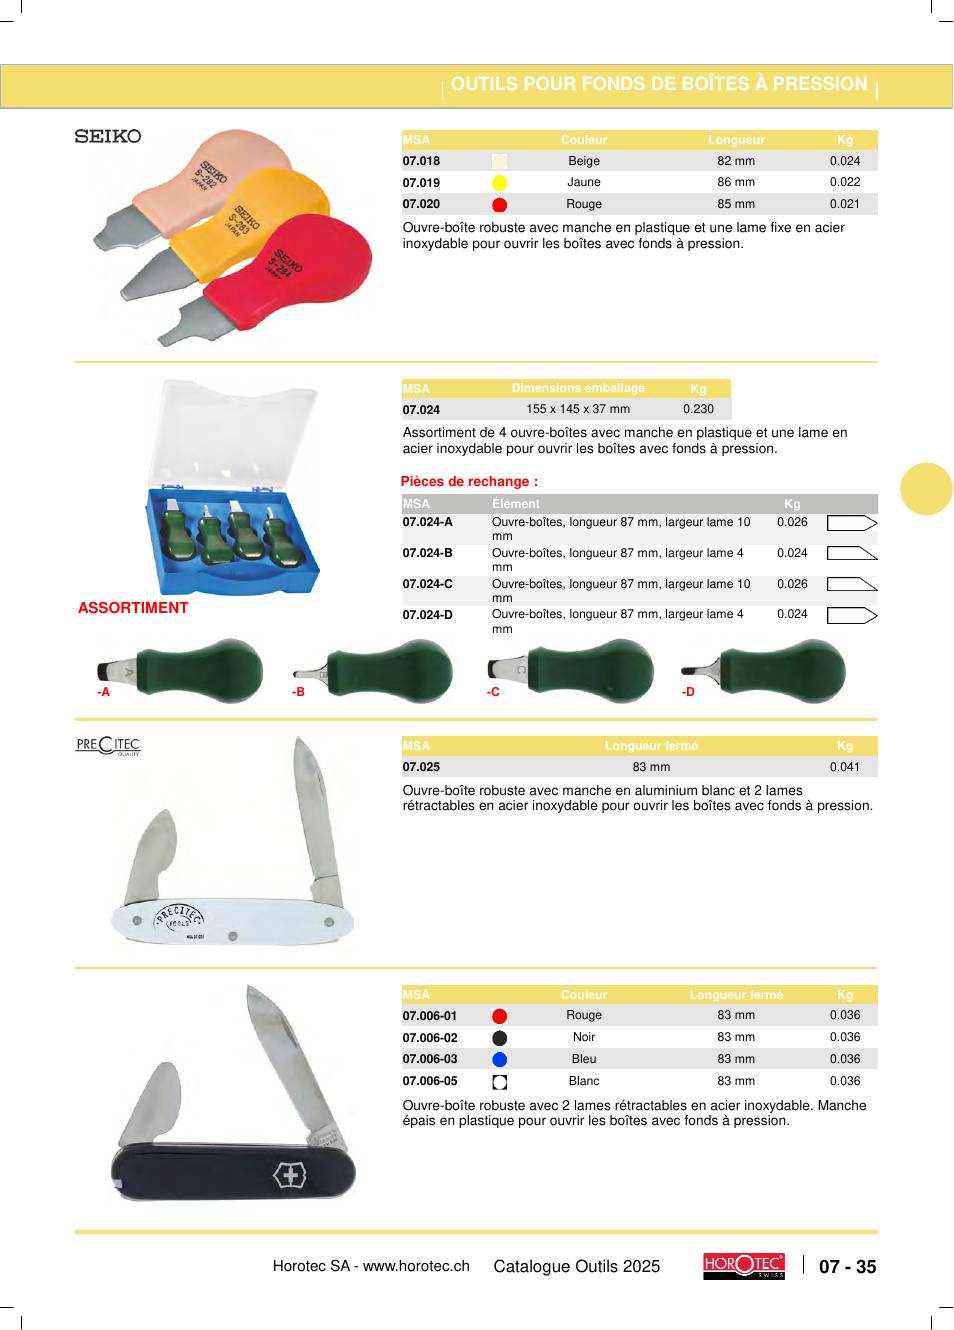 OUTILS POUR FONDS DE BOÎTES À PRESSION
SEIKO
SEIKO
S-282
JAPAN
SEIKO
S-283
JAPAN
SEIKO
S-284
JAPAN
MSA Couleur Longueur Kg
07.018 Beige 82 mm 0.024
07.019 Jaune 86 mm 0.022
07.020 Rouge 85 mm 0.021
Ouvre-boîte robuste avec manche en plastique et une lame fixe en acier
inoxydable pour ouvrir les boîtes avec fonds à pression.
MSA Dimensions emballage Kg
07.024 155 x 145 x 37 mm 0.230
Assortiment de 4 ouvre-boîtes avec manche en plastique et une lame en
acier inoxydable pour ouvrir les boîtes avec fonds à pression.
Pièces de rechange :
MSA Élément Kg
07.024-A Ouvre-boîtes, longueur 87 mm, largeur lame 10 0.026
mm
07.024-B Ouvre-boîtes, longueur 87 mm, largeur lame 4 0.024
mm
07.024-C Ouvre-boîtes, longueur 87 mm, largeur lame 10 0.026
mm
07.024-D Ouvre-boîtes, longueur 87 mm, largeur lame 4 0.024
mm
ASSORTIMENT
A
B
C
-A -B -C -D
PRECITEC
QUALITY
MSA Longueur fermé Kg
07.025 83 mm 0.041
Ouvre-boîte robuste avec manche en aluminium blanc et 2 lames
rétractables en acier inoxydable pour ouvrir les boîtes avec fonds à pression.
PRECITEC
TOOLS
MSA Couleur Longueur fermé Kg
07.006-01 Rouge 83 mm 0.036
07.006-02 Noir 83 mm 0.036
07.006-03 Bleu 83 mm 0.036
07.006-05 Blanc 83 mm 0.036
Ouvre-boîte robuste avec 2 lames rétractables en acier inoxydable. Manche
épais en plastique pour ouvrir les boîtes avec fonds à pression.
Horotec SA - www.horotec.ch Catalogue Outils 2025 HOROTEC 07 - 35
SWISS